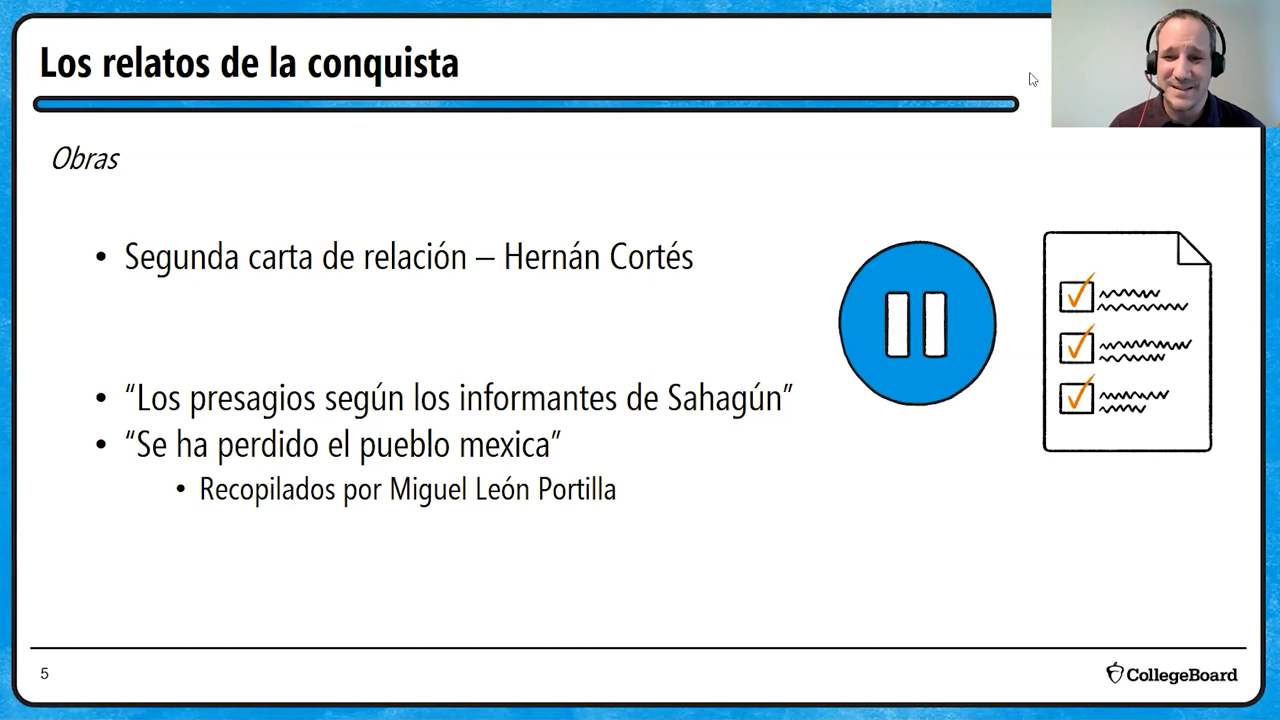 Los relatos de la conquista
Obras
• Segunda carta de relación – Hernán Cortés
• “Los presagios según los informantes de Sahagún”
• “Se ha perdido el pueblo mexica”
• Recopilados por Miguel León Portilla
5
CollegeBoard